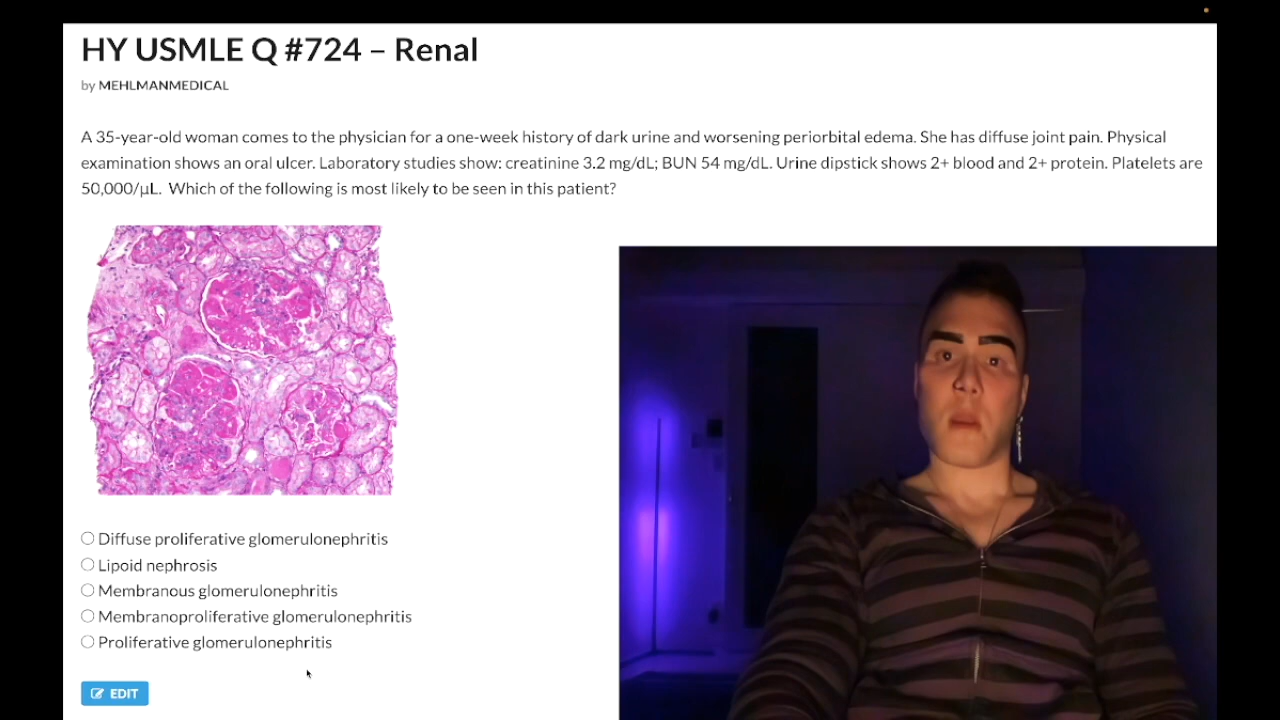 HY USMLE Q #724 – Renal
by MEHLMANMEDICAL
A 35-year-old woman comes to the physician for a one-week history of dark urine and worsening periorbital edema. She has diffuse joint pain. Physical
examination shows an oral ulcer. Laboratory studies show: creatinine 3.2 mg/dL; BUN 54 mg/dL. Urine dipstick shows 2+ blood and 2+ protein. Platelets are
50,000/μL. Which of the following is most likely to be seen in this patient?
Diffuse proliferative glomerulonephritis
Lipoid nephrosis
Membranous glomerulonephritis
Membranoproliferative glomerulonephritis
Proliferative glomerulonephritis
EDIT